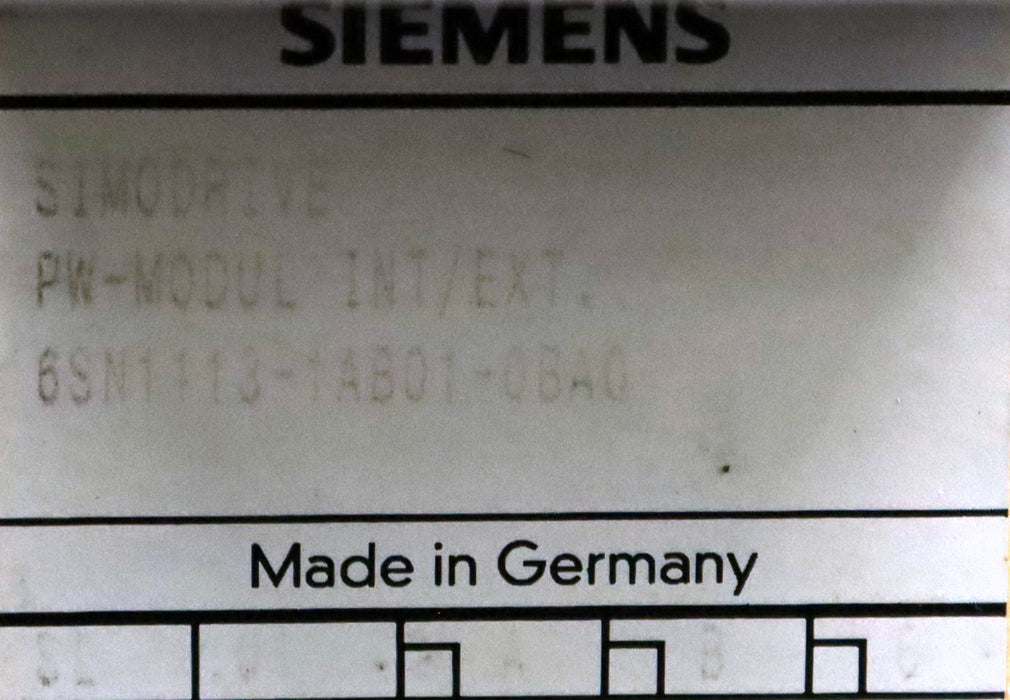 SIEMENS
SIMODRIVE
PW-MODUL INT/EXT.
6SN1113-1AB01-0BA0
Made in Germany
A B C